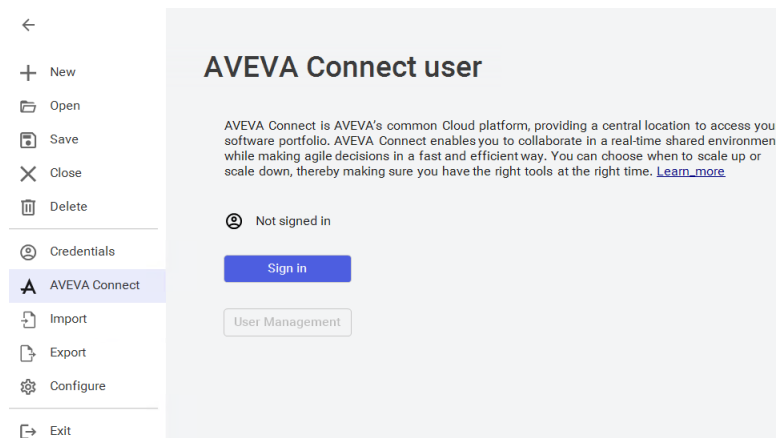 New
Open
Save
Close
Delete
Credentials
AVEVA Connect
Import
Export
Configure
Exit
AVEVA Connect user
AVEVA Connect is AVEVA's common Cloud platform, providing a central location to access you
software portfolio. AVEVA Connect enables you to collaborate in a real-time shared environmen
while making agile decisions in a fast and efficient way. You can choose when to scale up or
scale down, thereby making sure you have the right tools at the right time. Learn_more
Not signed in
Sign in
User Management